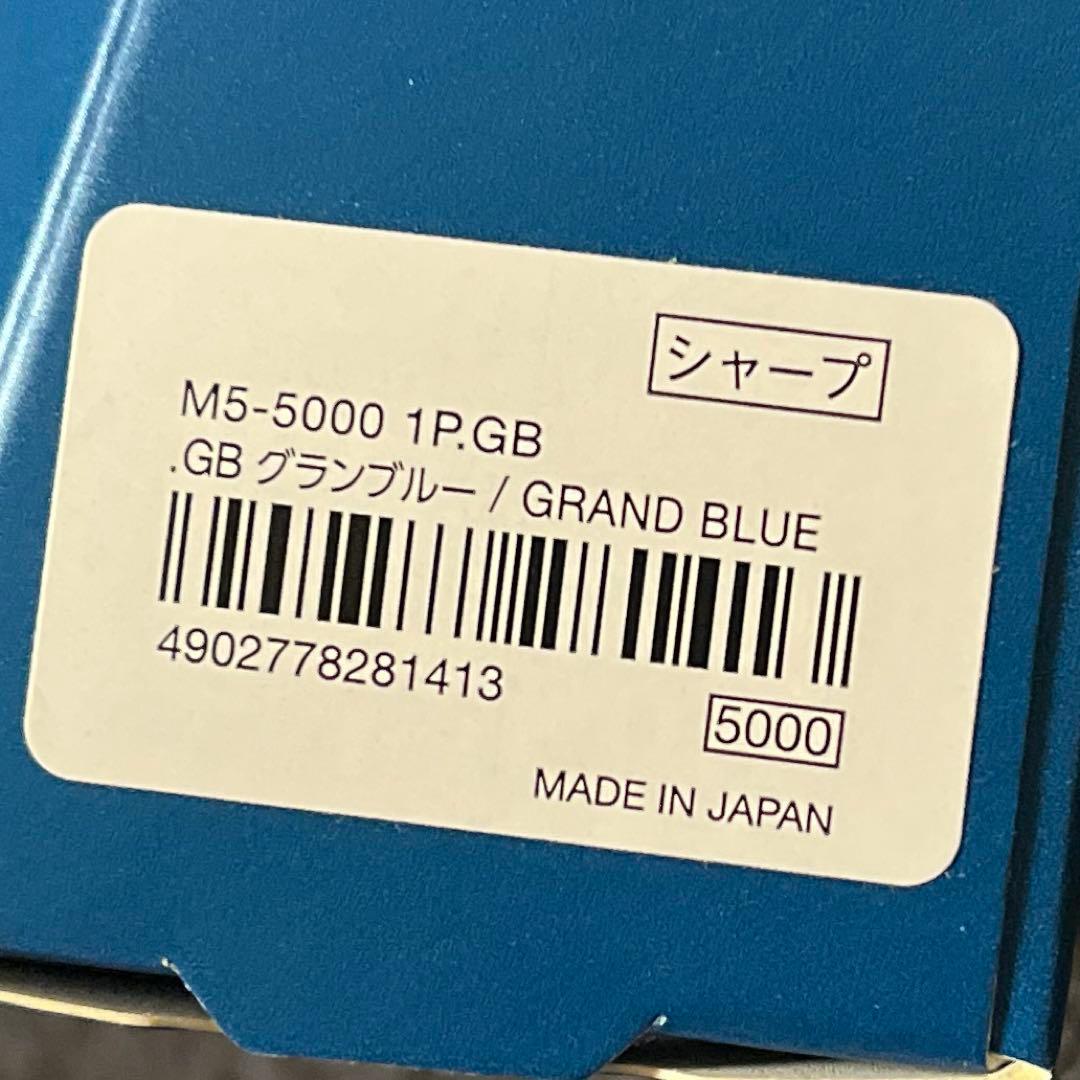 シャープ
M5-5000 1P.GB
.GB グランブルー / GRAND BLUE
4902778281413
5000
MADE IN JAPAN